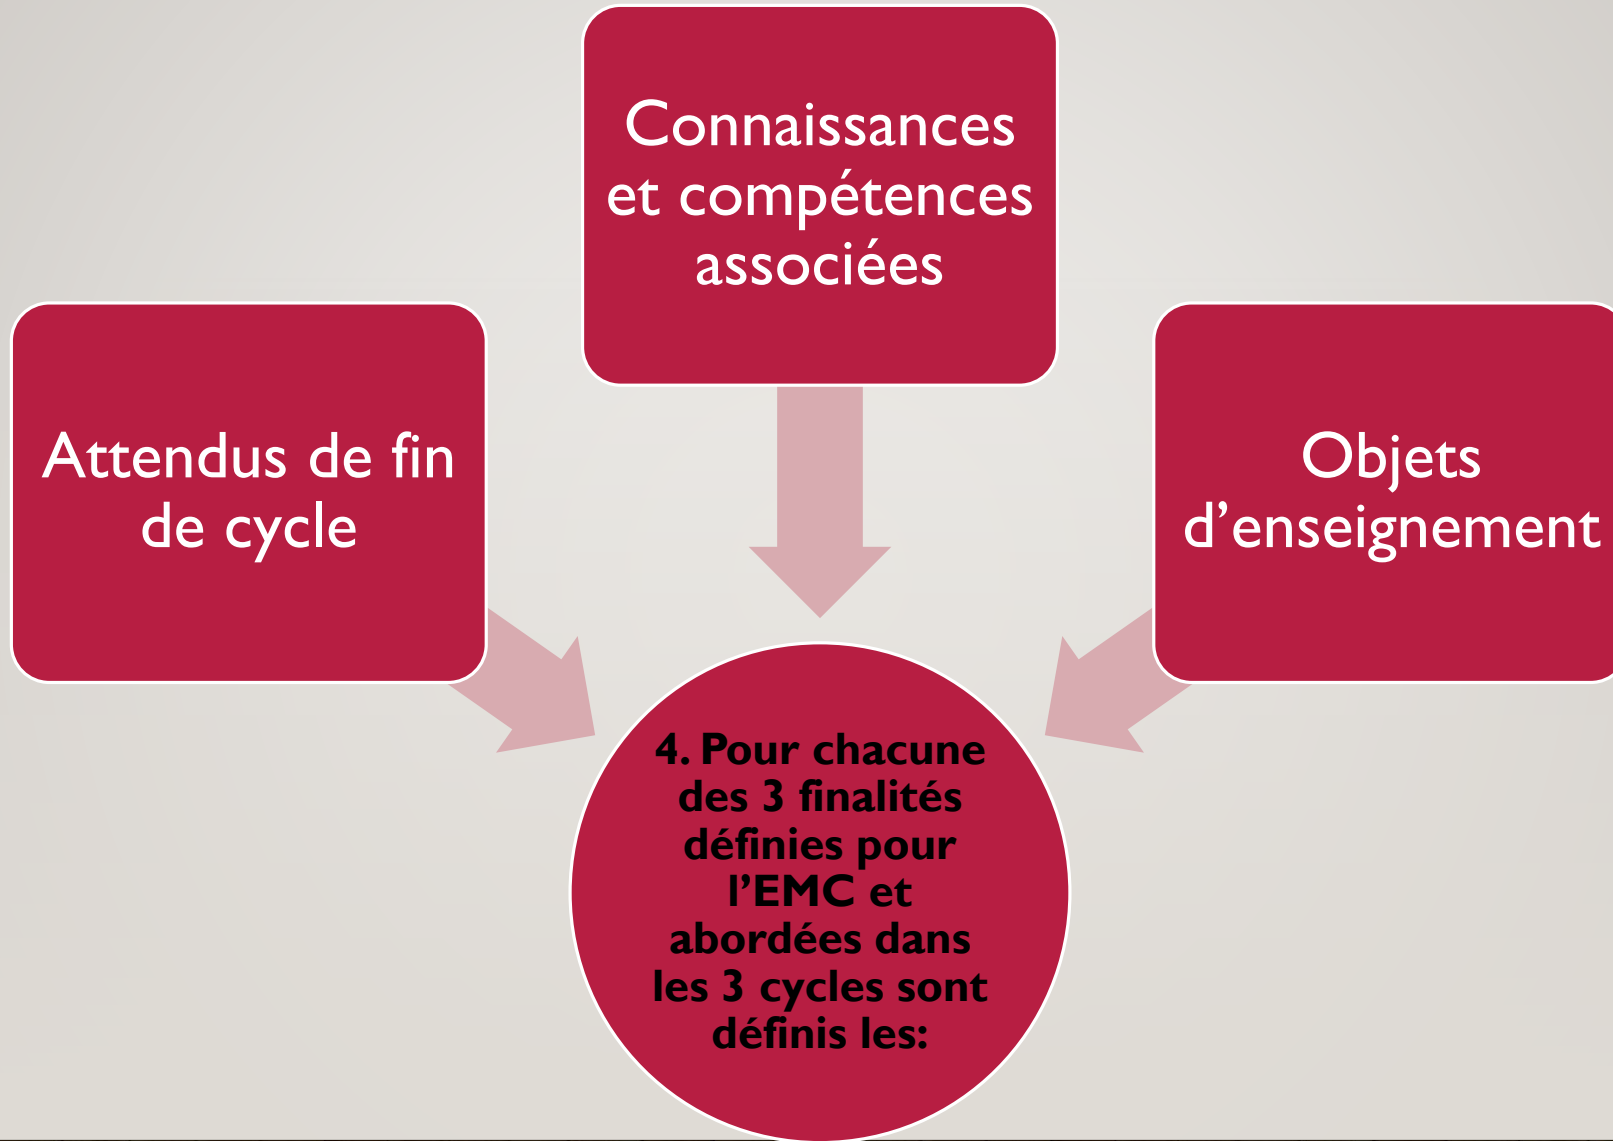 Connaissances
et compétences
associées
Attendus de fin
de cycle
Objets
d’enseignement
4. Pour chacune
des 3 finalités
définies pour
l’EMC et
abordées dans
les 3 cycles sont
définis les: